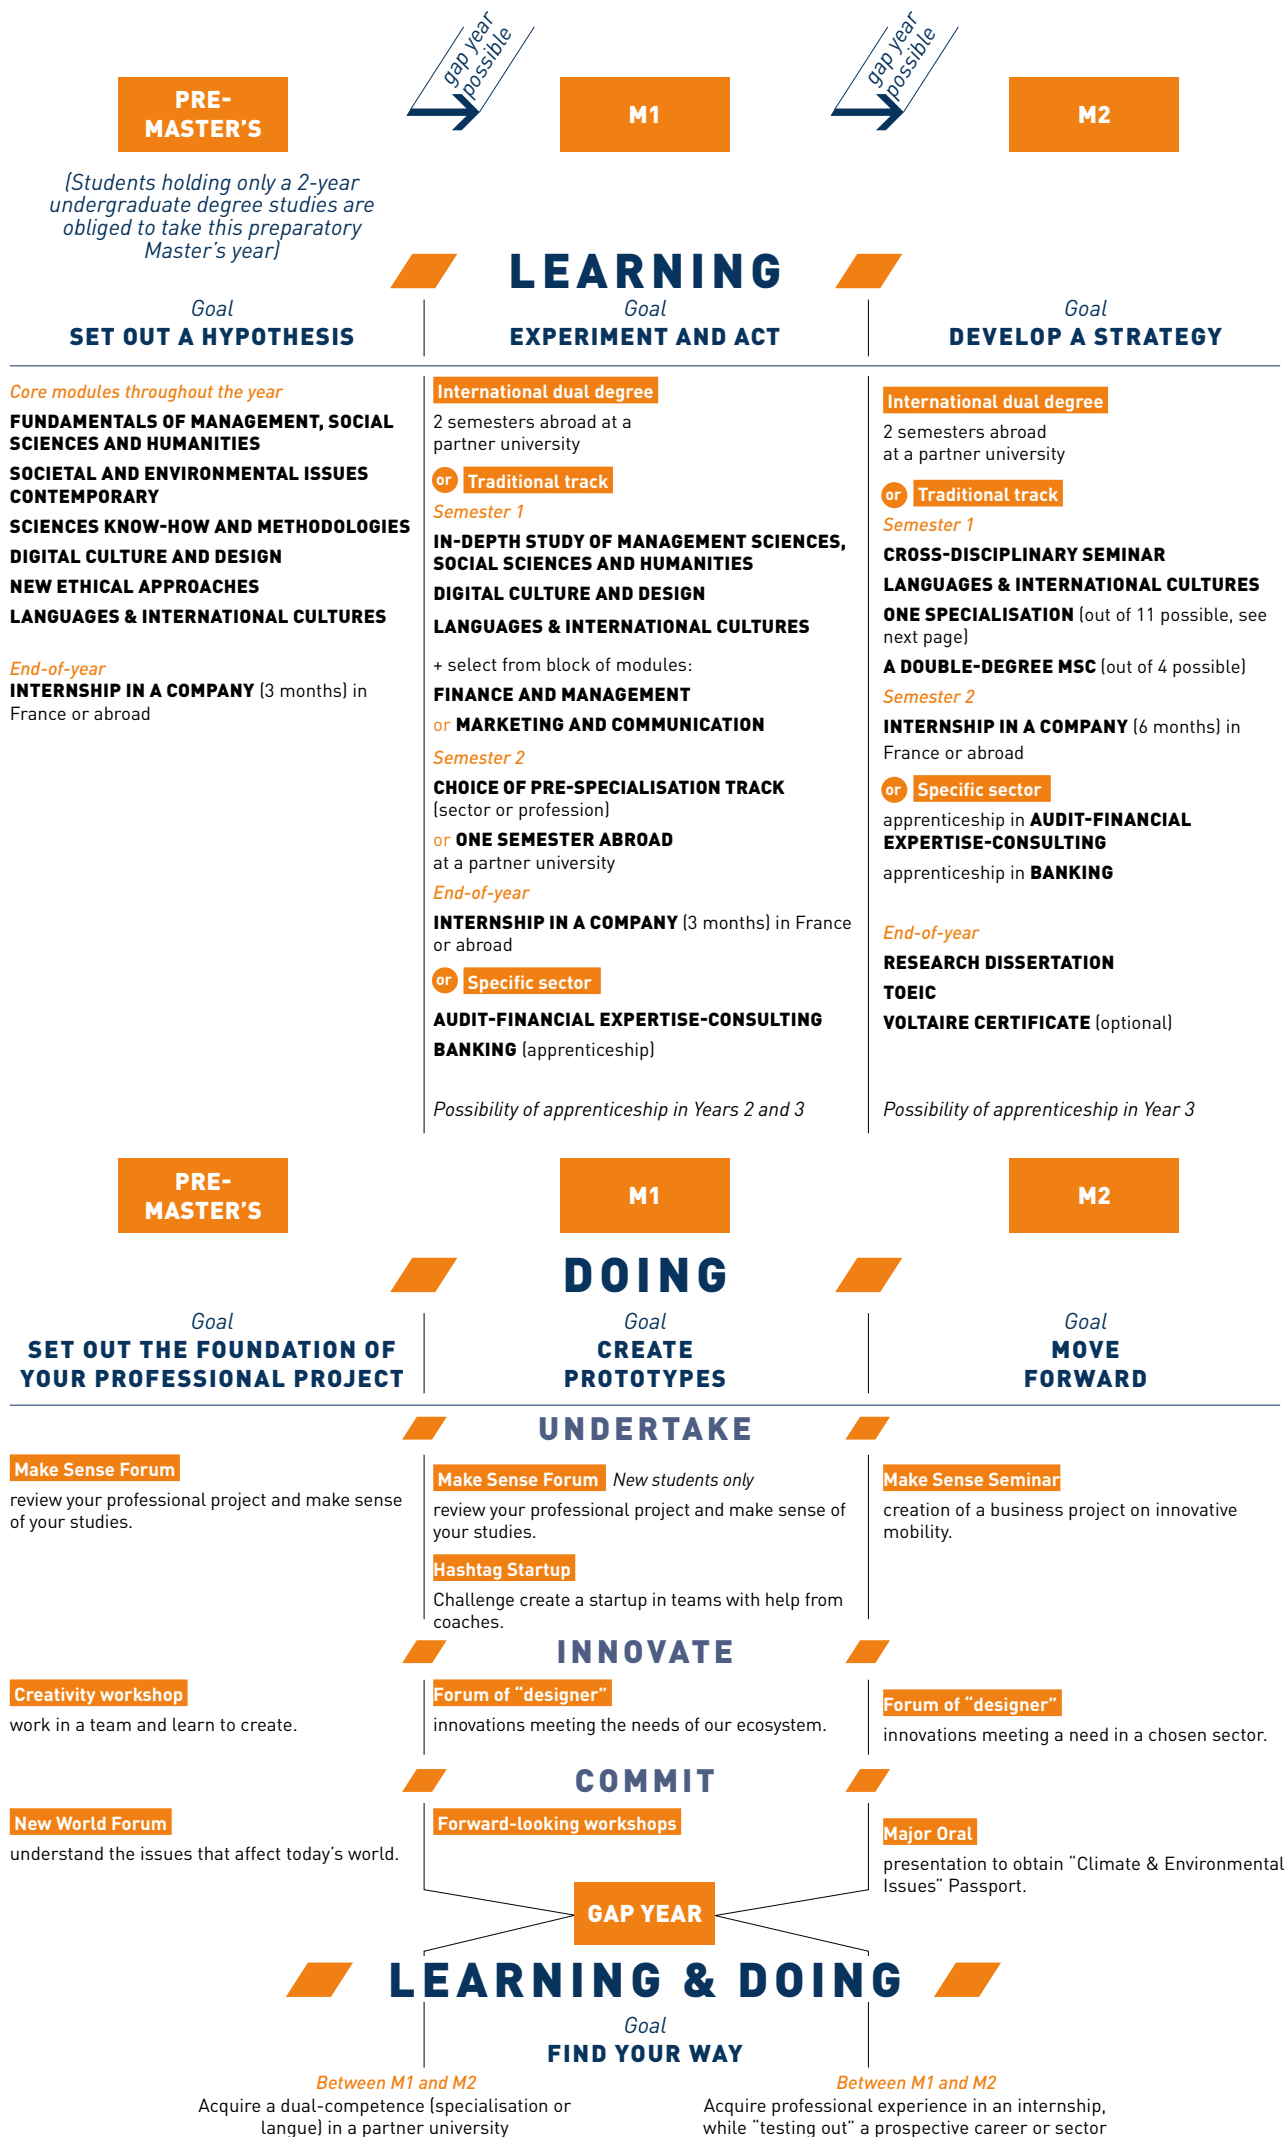 gap year
possible
gap year
possible
PRE-
MASTER'S
M1
M2
(Students holding only a 2-year
undergraduate degree studies are
obliged to take this preparatory
Master's year)
LEARNING
Goal
SET OUT A HYPOTHESIS
Goal
EXPERIMENT AND ACT
Goal
DEVELOP A STRATEGY
Core modules throughout the year
FUNDAMENTALS OF MANAGEMENT, SOCIAL
SCIENCES AND HUMANITIES
SOCIETAL AND ENVIRONMENTAL ISSUES
CONTEMPORARY
SCIENCES KNOW-HOW AND METHODOLOGIES
DIGITAL CULTURE AND DESIGN
NEW ETHICAL APPROACHES
LANGUAGES & INTERNATIONAL CULTURES
End-of-year
INTERNSHIP IN A COMPANY (3 months) in
France or abroad
International dual degree
2 semesters abroad at a
partner university
or Traditional track
Semester 1
IN-DEPTH STUDY OF MANAGEMENT SCIENCES,
SOCIAL SCIENCES AND HUMANITIES
DIGITAL CULTURE AND DESIGN
LANGUAGES & INTERNATIONAL CULTURES
+ select from block of modules:
FINANCE AND MANAGEMENT
or MARKETING AND COMMUNICATION
Semester 2
CHOICE OF PRE-SPECIALISATION TRACK
(sector or profession)
or ONE SEMESTER ABROAD
at a partner university
End-of-year
INTERNSHIP IN A COMPANY (3 months) in France
or abroad
or Specific sector
AUDIT-FINANCIAL EXPERTISE-CONSULTING
BANKING (apprenticeship)
Possibility of apprenticeship in Years 2 and 3
International dual degree
2 semesters abroad
at a partner university
or Traditional track
Semester 1
CROSS-DISCIPLINARY SEMINAR
LANGUAGES & INTERNATIONAL CULTURES
ONE SPECIALISATION (out of 11 possible, see
next page)
A DOUBLE-DEGREE MSC (out of 4 possible)
Semester 2
INTERNSHIP IN A COMPANY (6 months) in
France or abroad
or Specific sector
apprenticeship in AUDIT-FINANCIAL
EXPERTISE-CONSULTING
apprenticeship in BANKING
End-of-year
RESEARCH DISSERTATION
TOEIC
VOLTAIRE CERTIFICATE (optional)
Possibility of apprenticeship in Year 3
PRE-
MASTER'S
M1
M2
DOING
Goal
SET OUT THE FOUNDATION OF
YOUR PROFESSIONAL PROJECT
Goal
CREATE
PROTOTYPES
Goal
MOVE
FORWARD
UNDERTAKE
Make Sense Forum
review your professional project and make sense
of your studies.
Make Sense Forum New students only
review your professional project and make sense of
your studies.
Hashtag Startup
Challenge create a startup in teams with help from
coaches.
Make Sense Seminar
creation of a business project on innovative
mobility.
INNOVATE
Creativity workshop
work in a team and learn to create.
Forum of “designer”
innovations meeting the needs of our ecosystem.
Forum of “designer”
innovations meeting a need in a chosen sector.
COMMIT
New World Forum
understand the issues that affect today's world.
Forward-looking workshops
Major Oral
presentation to obtain “Climate & Environmental
Issues” Passport.
GAP YEAR
LEARNING & DOING
Goal
FIND YOUR WAY
Between M1 and M2
Acquire a dual-competence (specialisation or
langue) in a partner university
Between M1 and M2
Acquire professional experience in an internship,
while “testing out” a prospective career or sector